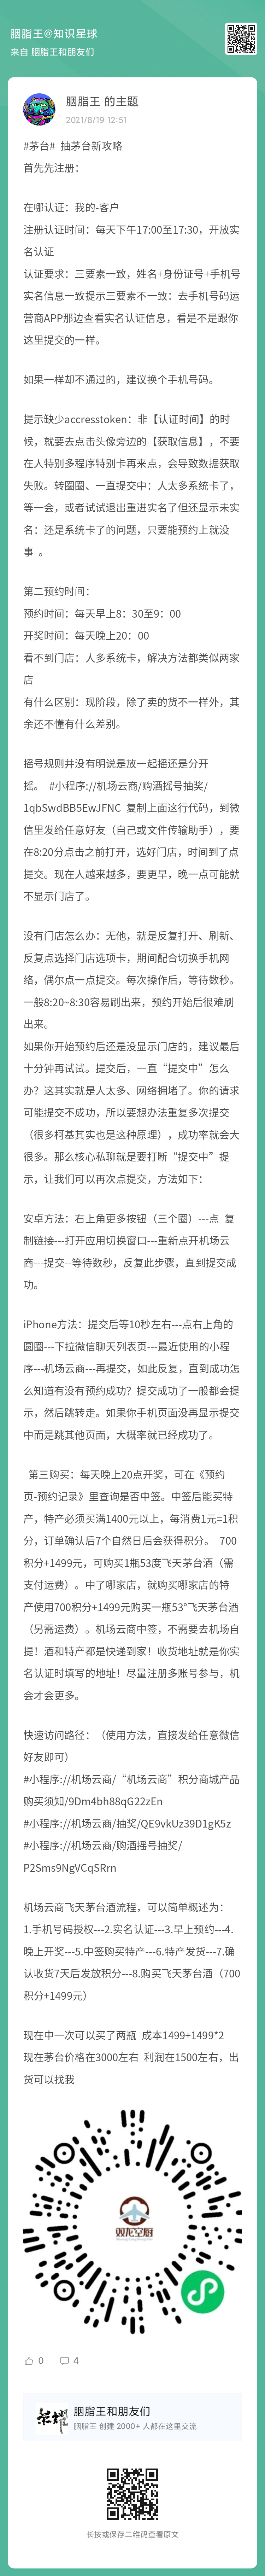 胭脂王@知识星球
来自 胭脂王和朋友们
胭脂王 的主题
2021/8/19 12:51
#茅台# 抽茅台新攻略
首先先注册：
在哪认证：我的-客户
注册认证时间：每天下午17:00至17:30，开放实
名认证
认证要求：三要素一致，姓名+身份证号+手机号
实名信息一致提示三要素不一致：去手机号码运
营商APP那边查看实名认证信息，看是不是跟你
这里提交的一样。
如果一样却不通过的，建议换个手机号码。
提示缺少accresstoken：非【认证时间】的时
候，就要去点击头像旁边的【获取信息】，不要
在人特别多程序特别卡再来点，会导致数据获取
失败。转圈圈、一直提交中：人太多系统卡了，
等一会，或者试试退出重进实名了但还显示未实
名：还是系统卡了的问题，只要能预约上就没
事 。
第二预约时间：
预约时间：每天早上8：30至9：00
开奖时间：每天晚上20：00
看不到门店：人多系统卡，解决方法都类似两家
店
有什么区别：现阶段，除了卖的货不一样外，其
余还不懂有什么差别。
摇号规则并没有明说是放一起摇还是分开
摇。 #小程序://机场云商/购酒摇号抽奖/
1qbSwdBB5EwJFNC 复制上面这行代码，到微
信里发给任意好友（自己或文件传输助手），要
在8:20分点击之前打开，选好门店，时间到了点
提交。现在人越来越多，要更早，晚一点可能就
不显示门店了。
没有门店怎么办：无他，就是反复打开、刷新、
反复点选择门店选项卡，期间配合切换手机网
络，偶尔点一点提交。每次操作后，等待数秒。
一般8:20~8:30容易刷出来，预约开始后很难刷
出来。
如果你开始预约后还是没显示门店的，建议最后
十分钟再试试。提交后，一直“提交中”怎么
办？这其实就是人太多、网络拥堵了。你的请求
可能提交不成功，所以要想办法重复多次提交
（很多柯基其实也是这种原理），成功率就会大
很多。那么核心私聊就是要打断“提交中”提
示，让我们可以再次点提交，方法如下：
安卓方法：右上角更多按钮（三个圈）---点 复
制链接---打开应用切换窗口---重新点开机场云
商---提交--等待数秒，反复此步骤，直到提交成
功。
iPhone方法：提交后等10秒左右---点右上角的
圆圈---下拉微信聊天列表页---最近使用的小程
序---机场云商---再提交，如此反复，直到成功怎
么知道有没有预约成功？提交成功了一般都会提
示，然后跳转走。如果你手机页面没再显示提交
中而是跳其他页面，大概率就已经成功了。
第三购买：每天晚上20点开奖，可在《预约
页-预约记录》里查询是否中签。中签后能买特
产，特产必须买满1400元以上，每消费1元=1积
分，订单确认后7个自然日后会获得积分。 700
积分+1499元，可购买1瓶53度飞天茅台酒（需
支付运费）。中了哪家店，就购买哪家店的特
产使用700积分+1499元购买一瓶53°飞天茅台酒
（另需运费）。机场云商中签，不需要去机场自
提！酒和特产都是快递到家！收货地址就是你实
名认证时填写的地址！尽量注册多账号参与，机
会才会更多。
快速访问路径：（使用方法，直接发给任意微信
好友即可）
#小程序://机场云商/“机场云商”积分商城产品
购买须知/9Dm4bh88qG22zEn
#小程序://机场云商/抽奖/QE9vkUz39D1gK5z
#小程序://机场云商/购酒摇号抽奖/
P2Sms9NgVCqSRrn
机场云商飞天茅台酒流程，可以简单概述为：
1.手机号码授权---2.实名认证---3.早上预约---4.
晚上开奖---5.中签购买特产---6.特产发货---7.确
认收货7天后发放积分---8.购买飞天茅台酒（700
积分+1499元）
现在中一次可以买了两瓶 成本1499+1499*2
现在茅台价格在3000左右 利润在1500左右，出
货可以找我
双龙空厨
0
4
胭脂王和朋友们
胭脂王 创建 2000+ 人都在这里交流
长按或保存二维码查看原文